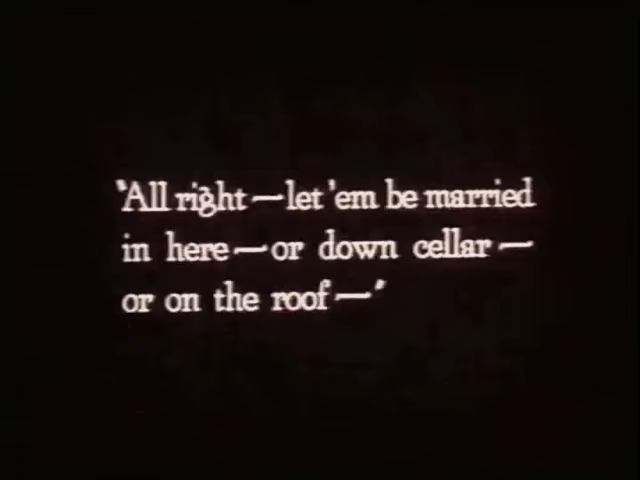 'All right—let 'em be married
in here—or down cellar—
or on the roof—'